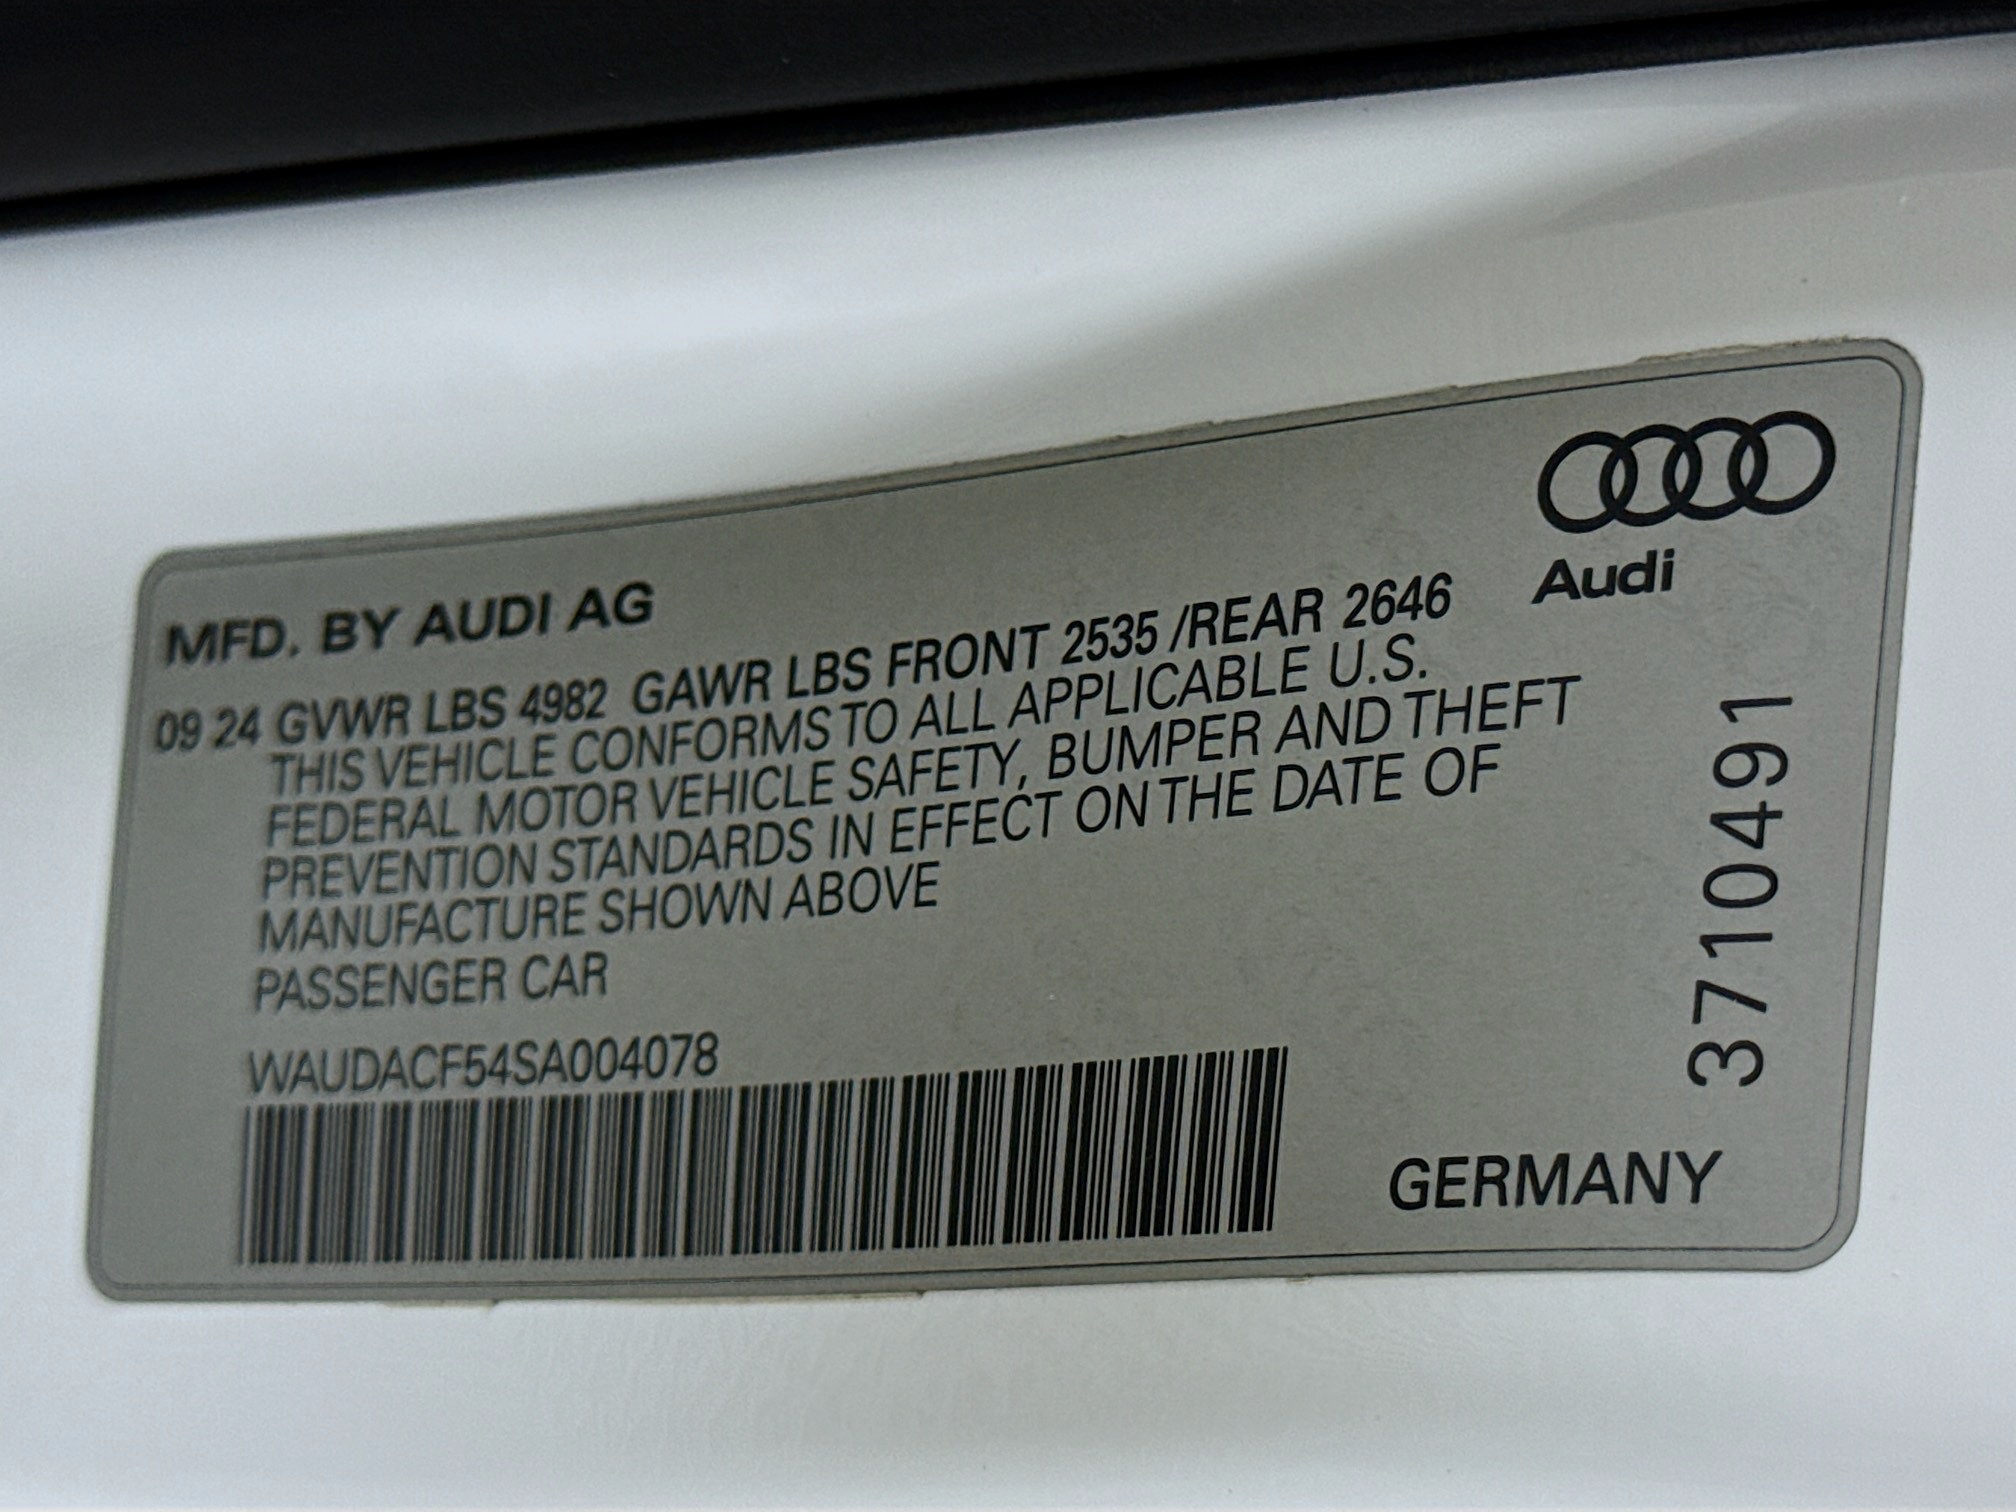 Audi
MFD. BY AUDI AG
09 24 GVWR LBS 4982 GAWR LBS FRONT 2535 /REAR 2646
THIS VEHICLE CONFORMS TO ALL APPLICABLE U.S.
FEDERAL MOTOR VEHICLE SAFETY, BUMPER AND THEFT
PREVENTION STANDARDS IN EFFECT ON THE DATE OF
MANUFACTURE SHOWN ABOVE
PASSENGER CAR
WAUDACF54SA004078
GERMANY
3710491